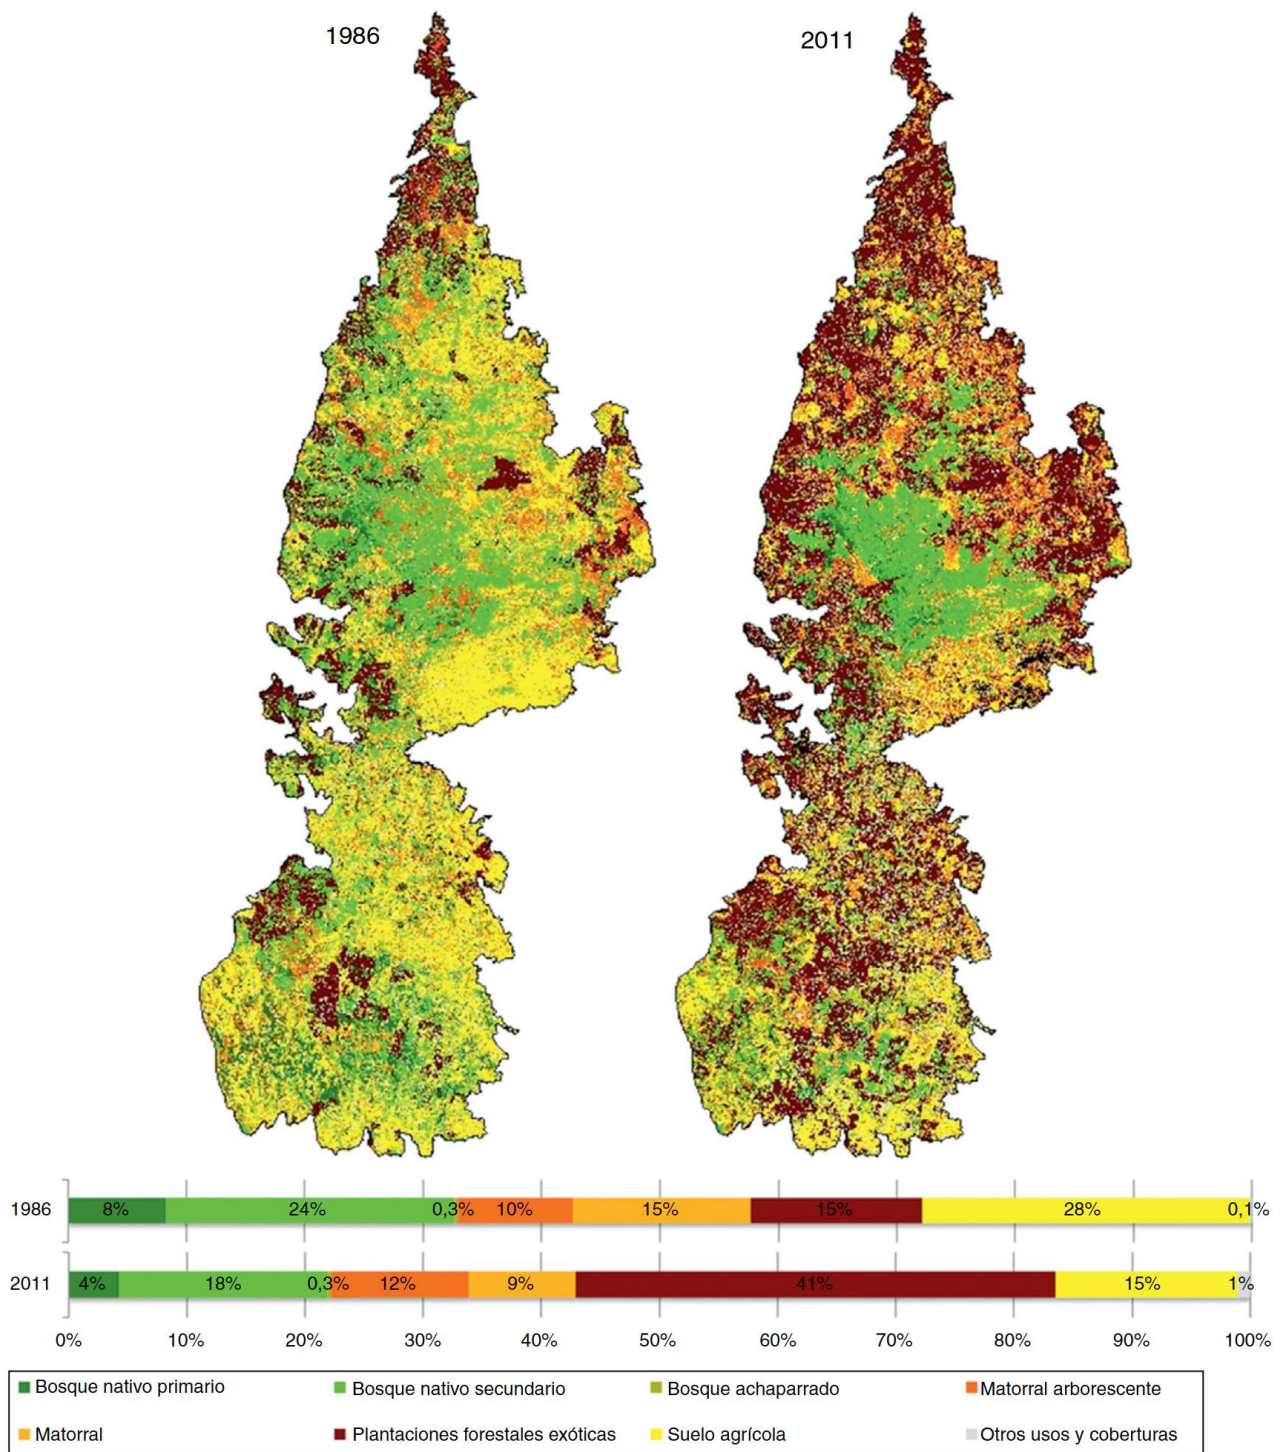 1986
2011
1986 8% 24% 0,3% 10% 15% 15% 28% 0,1%
2011 4% 18% 0,3% 12% 9% 41% 15% 1%
0% 10% 20% 30% 40% 50% 60% 70% 80% 90% 100%
Bosque nativo primario Bosque nativo secundario Bosque achaparrado Matorral arborescente
Matorral Plantaciones forestales exóticas Suelo agrícola Otros usos y coberturas